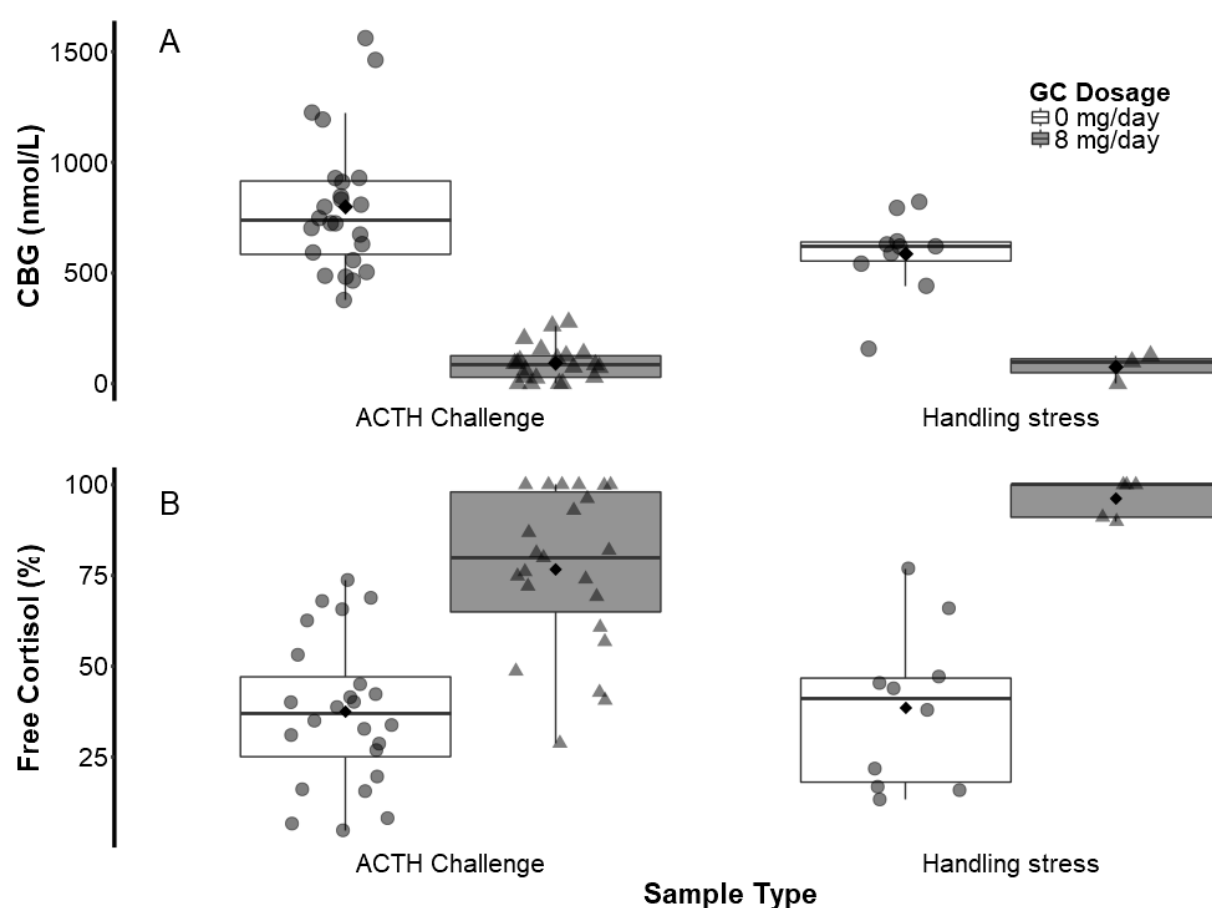 A
CBG (nmol/L)
1500
1000
500
0
GC Dosage
0 mg/day
8 mg/day
ACTH Challenge
Handling stress
B
Free Cortisol (%)
100
75
50
25
ACTH Challenge
Handling stress
Sample Type